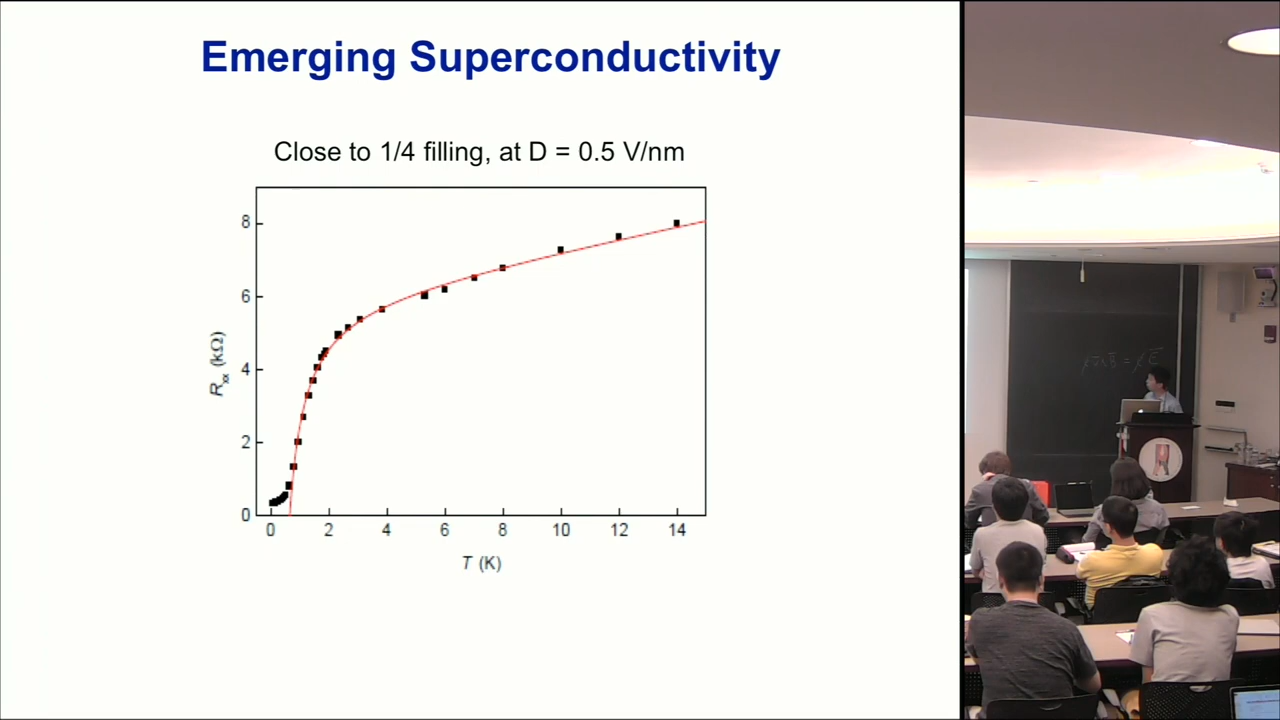 Emerging Superconductivity
Close to 1/4 filling, at D = 0.5 V/nm
8
6
4
2
0
Rxx (kΩ)
0 2 4 6 8 10 12 14
T (K)